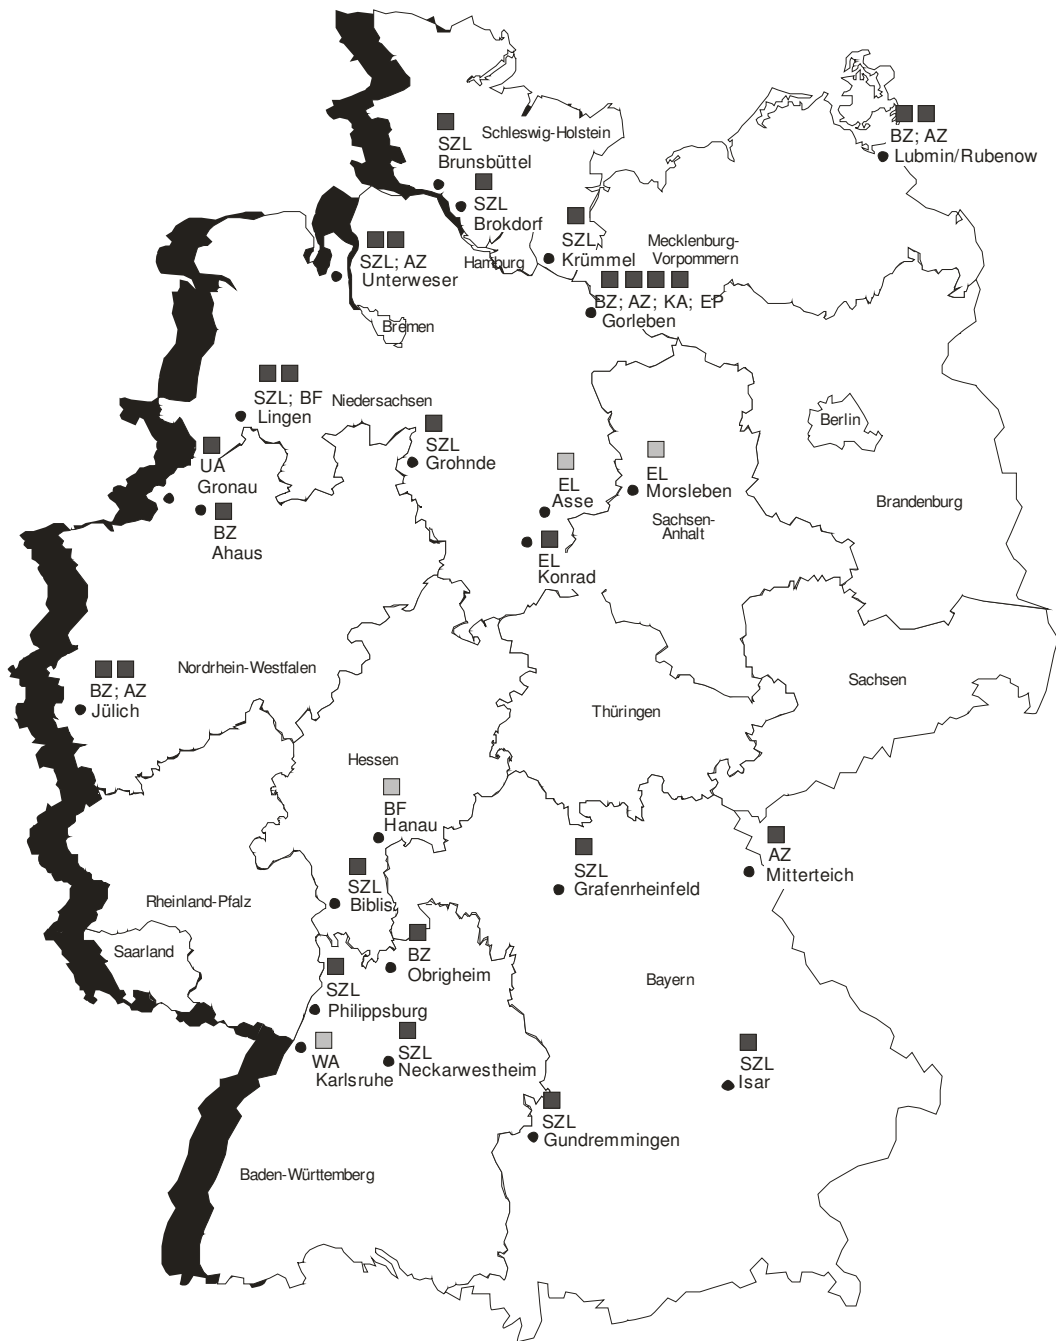 Schleswig-Holstein
SZL
Brunsbüttel
BZ; AZ
Lubmin/Rubenow
SZL
Brokdorf
SZL
Krümmel
Mecklenburg-
Vorpommern
SZL; AZ
Unterweser
Hamburg
BZ; AZ; KA; EP
Gorleben
Bremen
SZL; BF
Lingen
Niedersachsen
SZL
Grohnde
Berlin
UA
Gronau
EL
Asse
EL
Morsleben
Brandenburg
Sachsen-
Anhalt
BZ
Ahaus
EL
Konrad
Nordrhein-Westfalen
BZ; AZ
Jülich
Sachsen
Thüringen
Hessen
BF
Hanau
SZL
Grafenrheinfeld
AZ
Mitterteich
SZL
Biblis
Rheinland-Pfalz
Saarland
BZ
Obrigheim
Bayern
SZL
Philippsburg
WA
Karlsruhe
SZL
Neckarwestheim
SZL
Isar
SZL
Gundremmingen
Baden-Württemberg